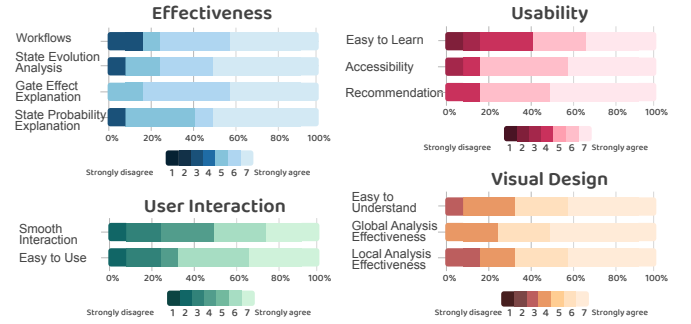 Effectiveness
Workflows
State Evolution
Analysis
Gate Effect
Explanation
State Probability
Explanation
0% 20% 40% 60% 80% 100%
Strongly disagree 1 2 3 4 5 6 7 Strongly agree
Usability
Easy to Learn
Accessibility
Recommendation
0% 20% 40% 60% 80% 100%
Strongly disagree 1 2 3 4 5 6 7 Strongly agree
User Interaction
Smooth
Interaction
Easy to Use
0% 20% 40% 60% 80% 100%
Strongly disagree 1 2 3 4 5 6 7 Strongly agree
Visual Design
Easy to
Understand
Global Analysis
Effectiveness
Local Analysis
Effectiveness
0% 20% 40% 60% 80% 100%
Strongly disagree 1 2 3 4 5 6 7 Strongly agree